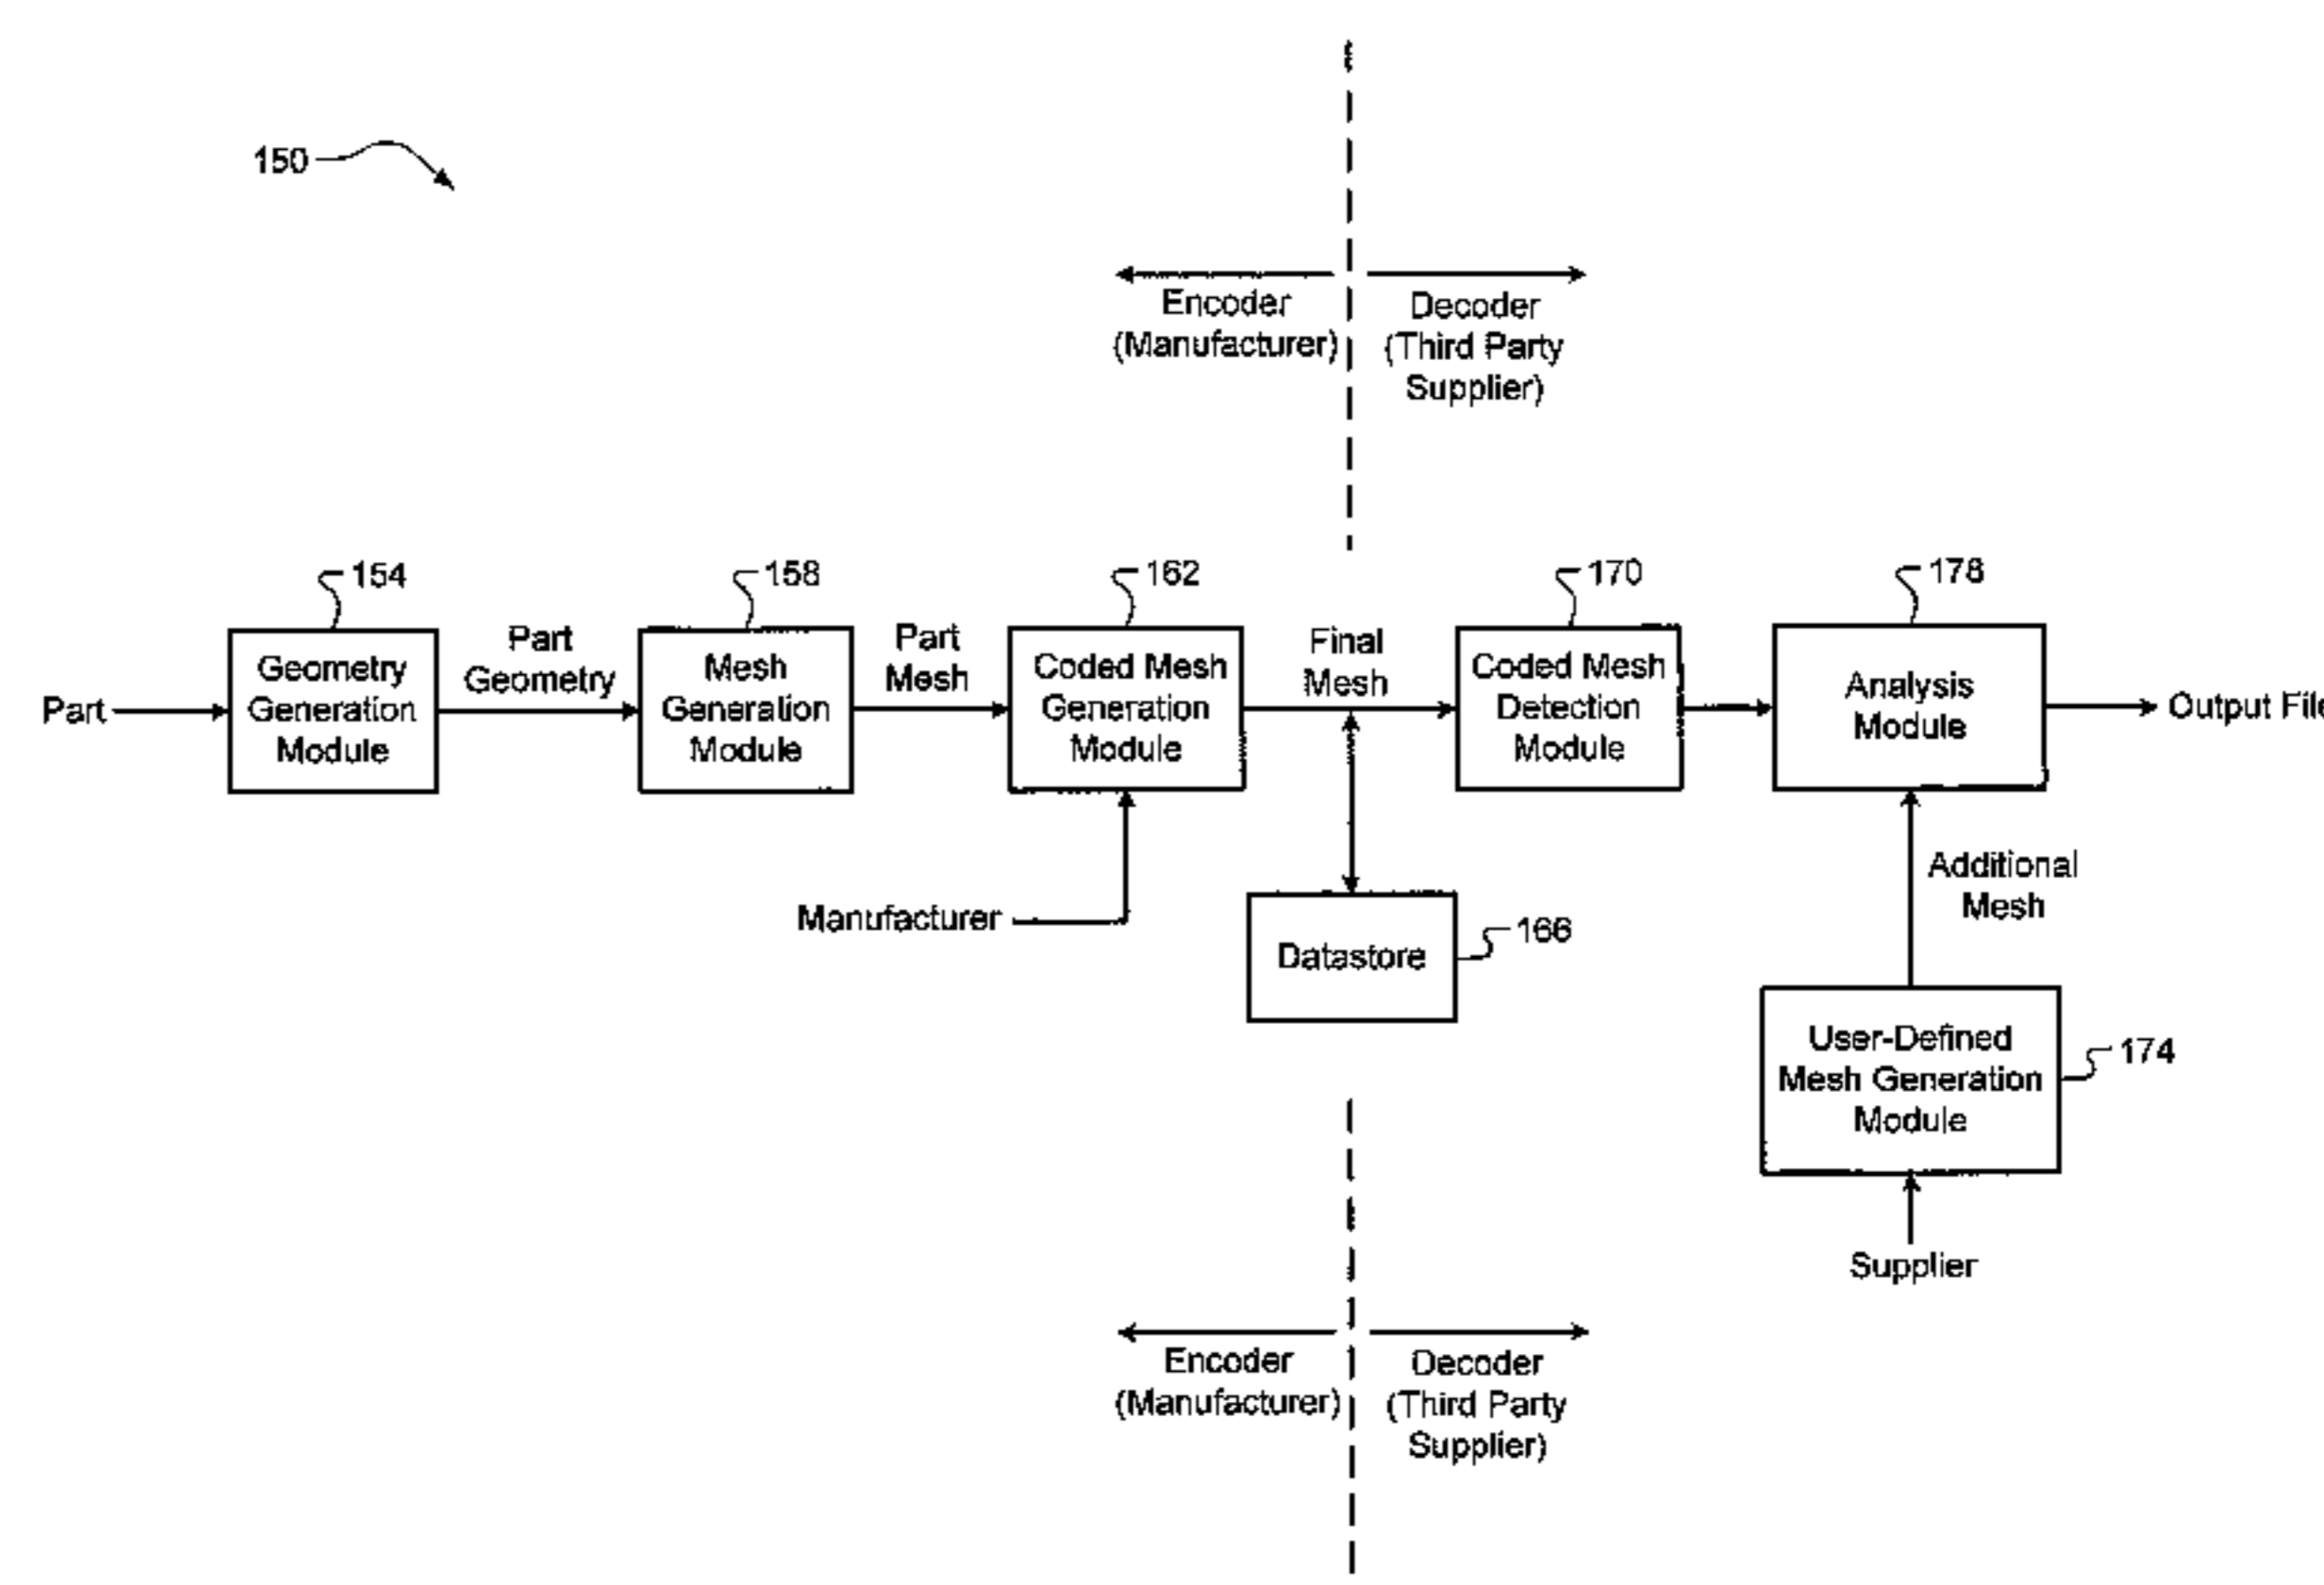 150
Encoder
(Manufacturer)
Decoder
(Third Party
Supplier)
154
158
162
170
178
Part
Geometry
Generation
Module
Part
Geometry
Mesh
Generation
Module
Part
Mesh
Coded Mesh
Generation
Module
Final
Mesh
Coded Mesh
Detection
Module
Analysis
Module
Output File
Manufacturer
Datastore
166
Additional
Mesh
User-Defined
Mesh Generation
Module
174
Supplier
Encoder
(Manufacturer)
Decoder
(Third Party
Supplier)